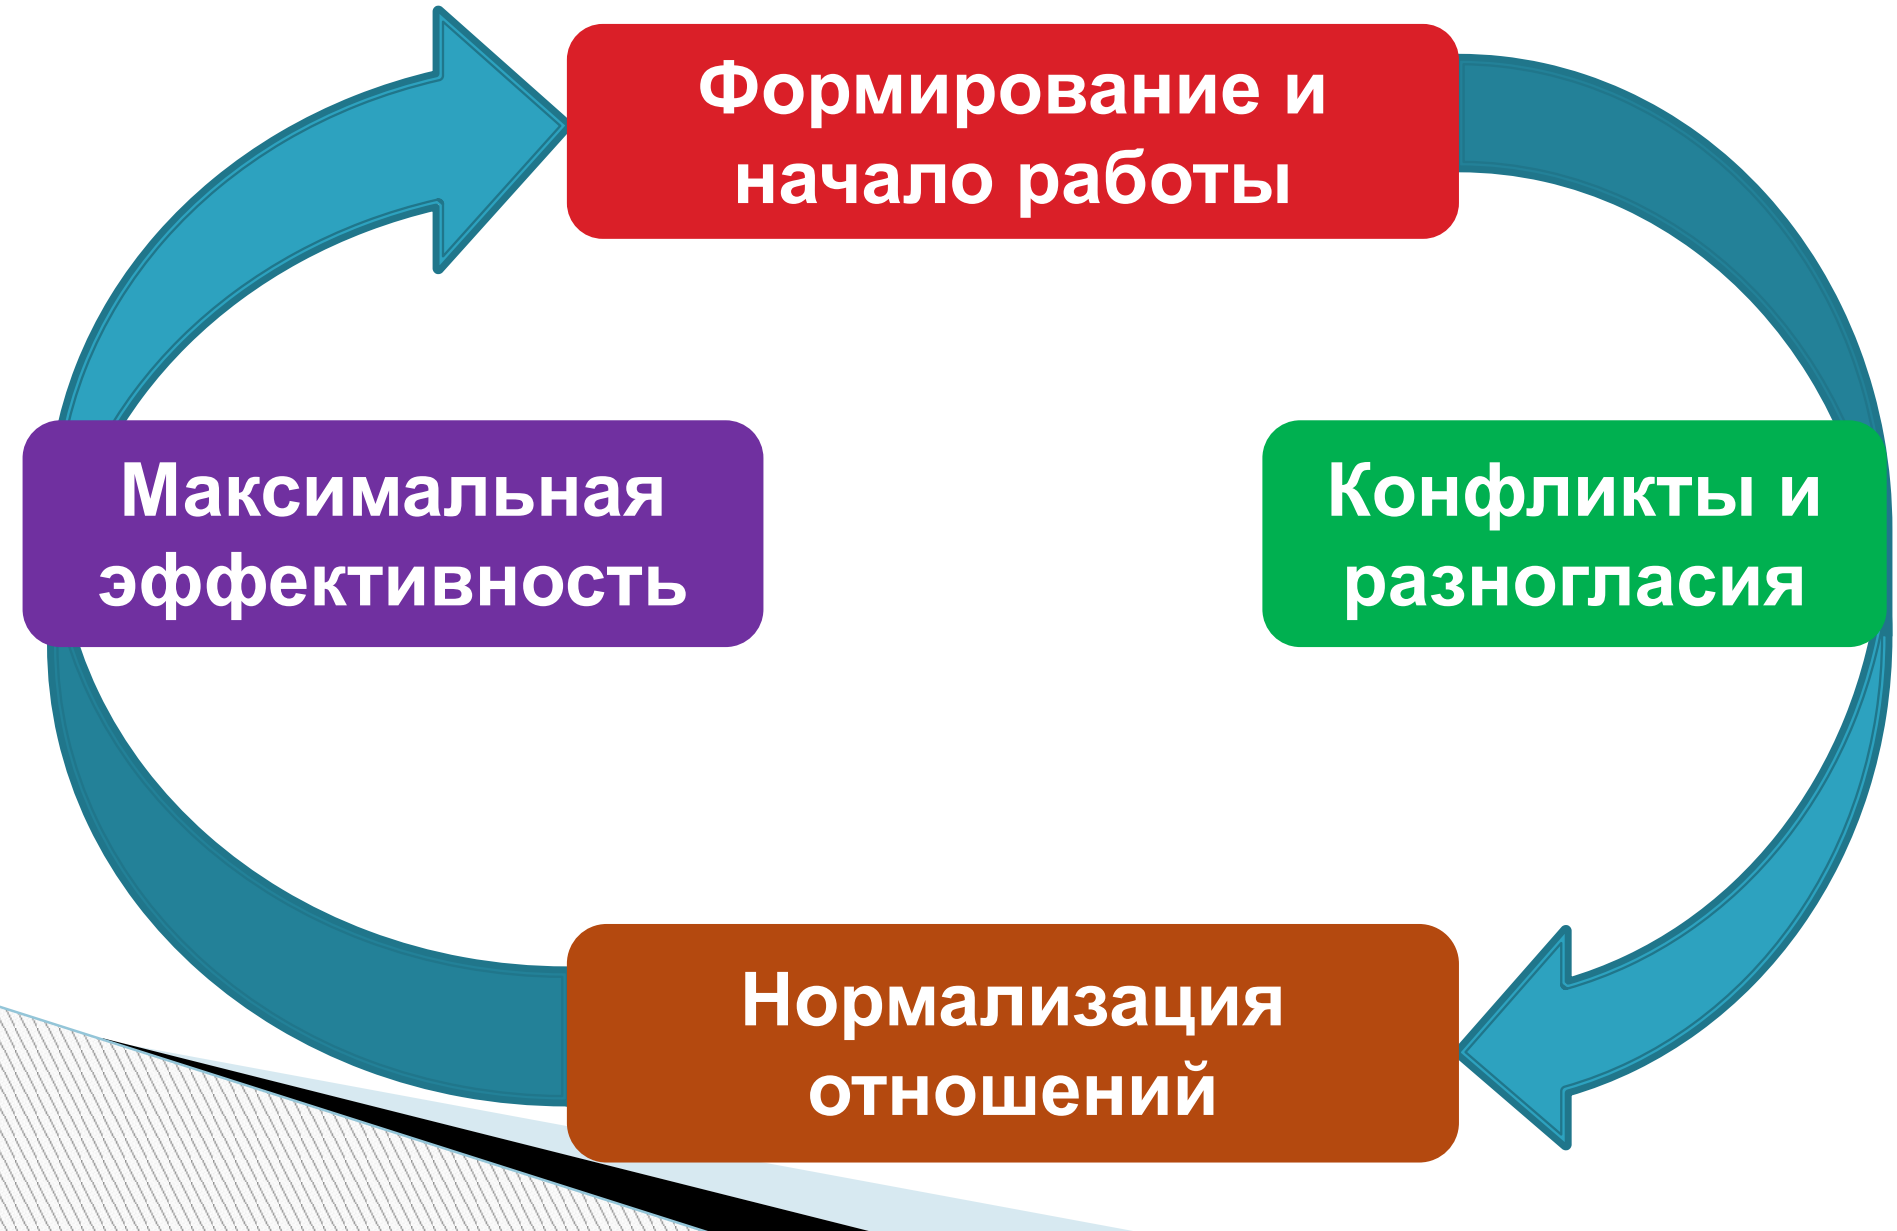 Формирование и
начало работы
Максимальная
эффективность
Конфликты и
разногласия
Нормализация
отношений